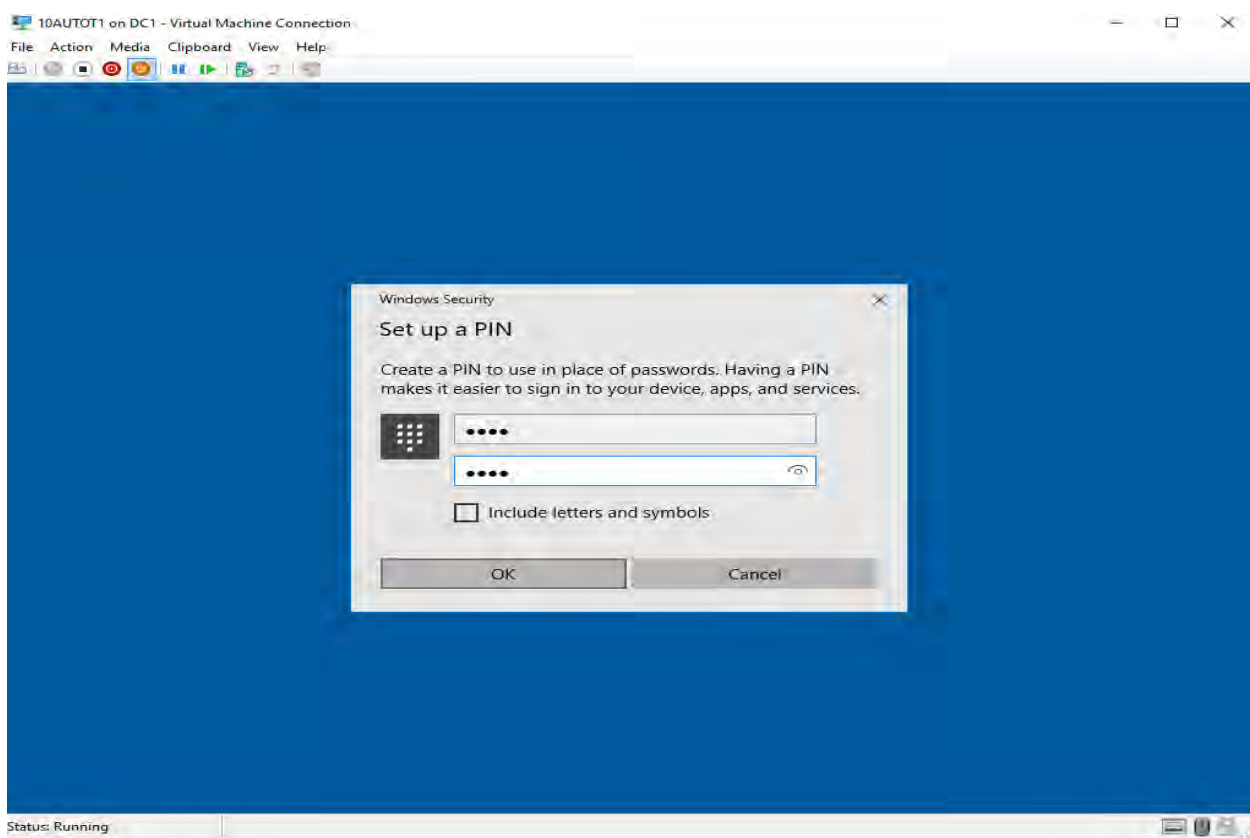 10AUTOT1 on DC1 - Virtual Machine Connection
File Action Media Clipboard View Help
Windows Security
Set up a PIN
Create a PIN to use in place of passwords. Having a PIN
makes it easier to sign in to your device, apps, and services.
••••
••••
Include letters and symbols
OK Cancel
Status: Running